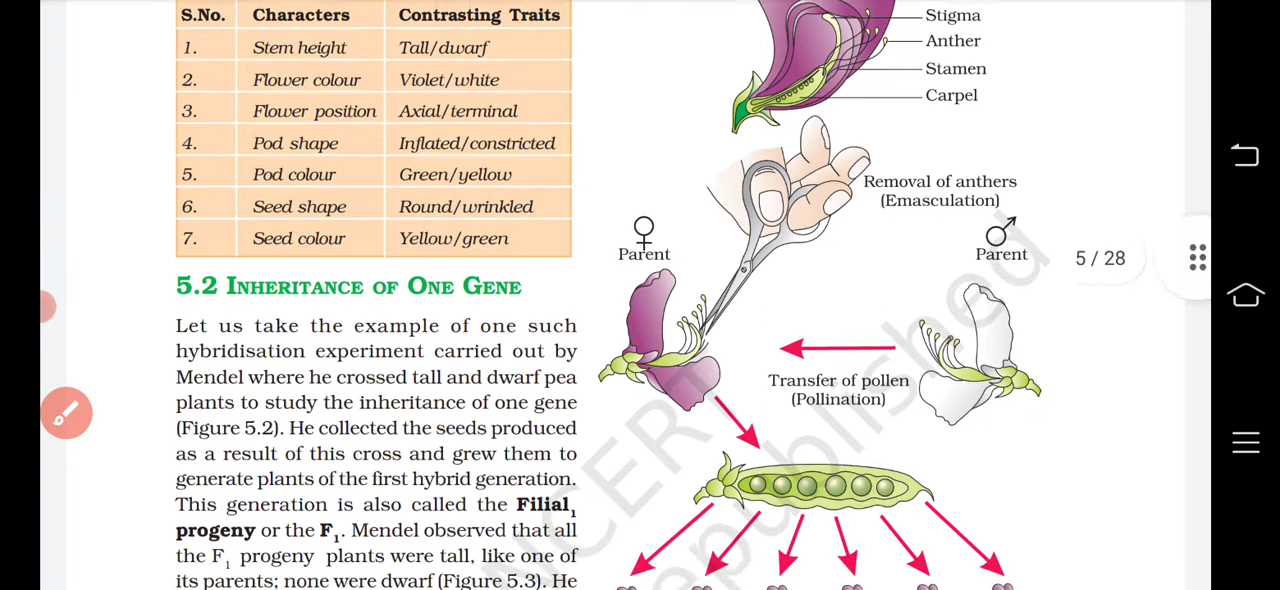 S.No. Characters Contrasting Traits
1. Stem height Tall/dwarf
2. Flower colour Violet/white
3. Flower position Axial/terminal
4. Pod shape Inflated/constricted
5. Pod colour Green/yellow
6. Seed shape Round/wrinkled
7. Seed colour Yellow/green
5.2 INHERITANCE OF ONE GENE
Let us take the example of one such
hybridisation experiment carried out by
Mendel where he crossed tall and dwarf pea
plants to study the inheritance of one gene
(Figure 5.2). He collected the seeds produced
as a result of this cross and grew them to
generate plants of the first hybrid generation.
This generation is also called the Filial₁
progeny or the F₁. Mendel observed that all
the F₁ progeny plants were tall, like one of
its parents; none were dwarf (Figure 5.3). He
Stigma
Anther
Stamen
Carpel
Removal of anthers
(Emasculation)
♀
Parent
♂
Parent
Transfer of pollen
(Pollination)
5 / 28
NCERT
republished